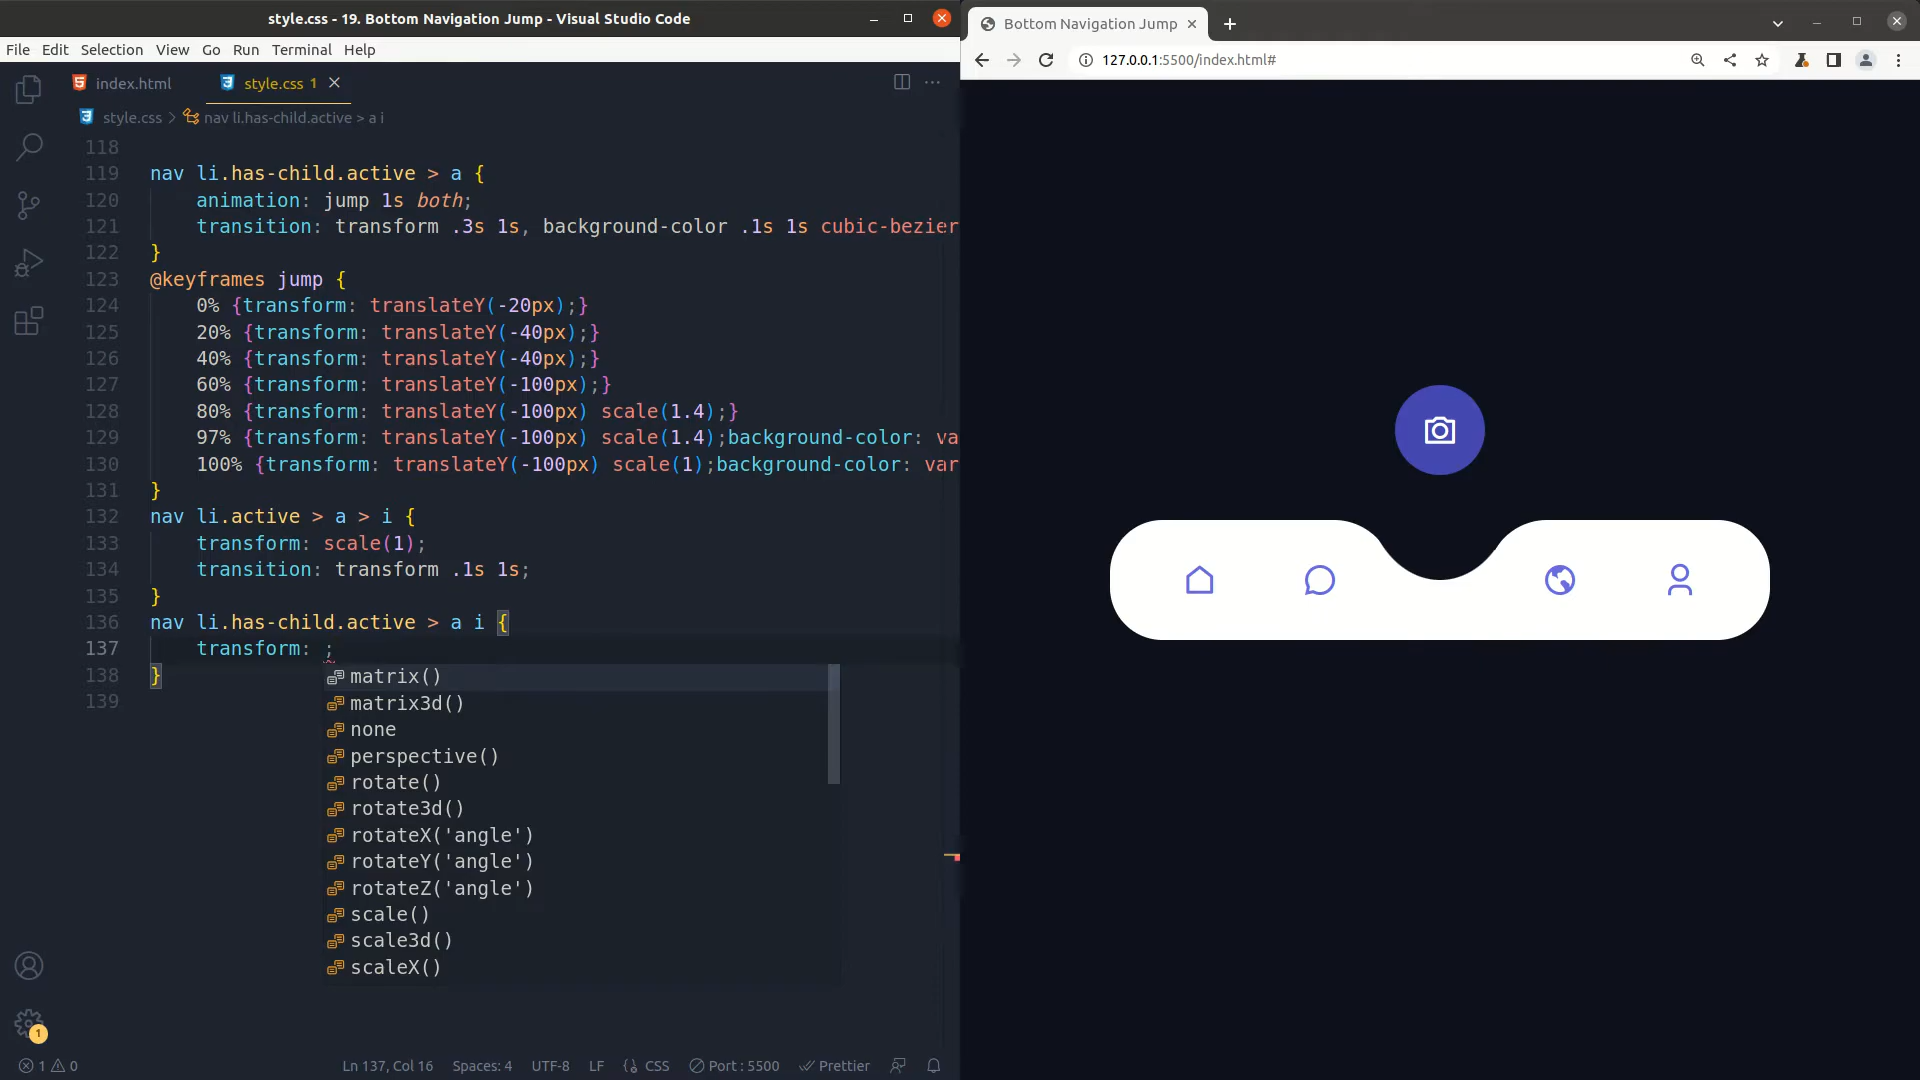 style.css - 19. Bottom Navigation Jump - Visual Studio Code
File Edit Selection View Go Run Terminal Help
index.html
style.css 1
style.css > nav li.has-child.active > a i
118
119 nav li.has-child.active > a {
120 animation: jump 1s both;
121 transition: transform .3s 1s, background-color .1s 1s cubic-bezier
122 }
123 @keyframes jump {
124 0% {transform: translateY(-20px);}
125 20% {transform: translateY(-40px);}
126 40% {transform: translateY(-40px);}
127 60% {transform: translateY(-100px);}
128 80% {transform: translateY(-100px) scale(1.4);}
129 97% {transform: translateY(-100px) scale(1.4);background-color: va
130 100% {transform: translateY(-100px) scale(1);background-color: var
131 }
132 nav li.active > a > i {
133 transform: scale(1);
134 transition: transform .1s 1s;
135 }
136 nav li.has-child.active > a i {
137 transform: ;
138 }
139
matrix()
matrix3d()
none
perspective()
rotate()
rotate3d()
rotateX('angle')
rotateY('angle')
rotateZ('angle')
scale()
scale3d()
scaleX()
1
1 0 Ln 137, Col 16 Spaces: 4 UTF-8 LF {} CSS Port : 5500 Prettier
Bottom Navigation Jump
127.0.0.1:5500/index.html#